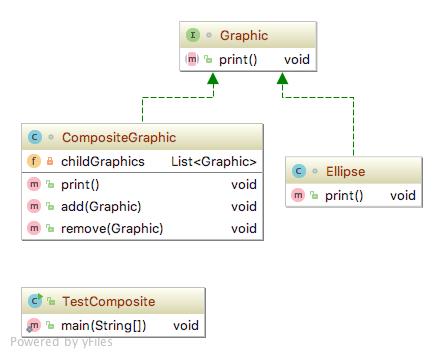 Graphic
print() void
CompositeGraphic
childGraphics List<Graphic>
print() void
add(Graphic) void
remove(Graphic) void
Ellipse
print() void
TestComposite
main(String[]) void
Powered by yFiles